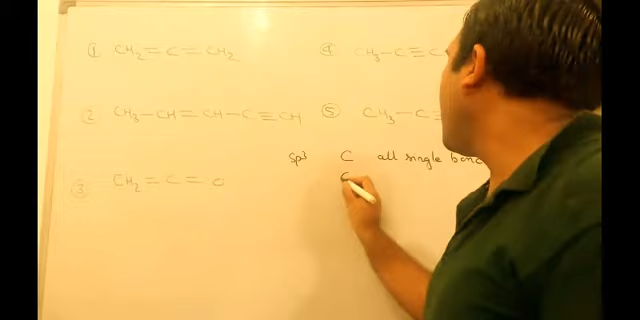 ① CH₂=C=CH₂
② CH₃-CH=CH-C≡CH
③ CH₂=C=O
④ CH₃-C≡C
⑤ CH₃-C≡
Sp³ C all single bond
C